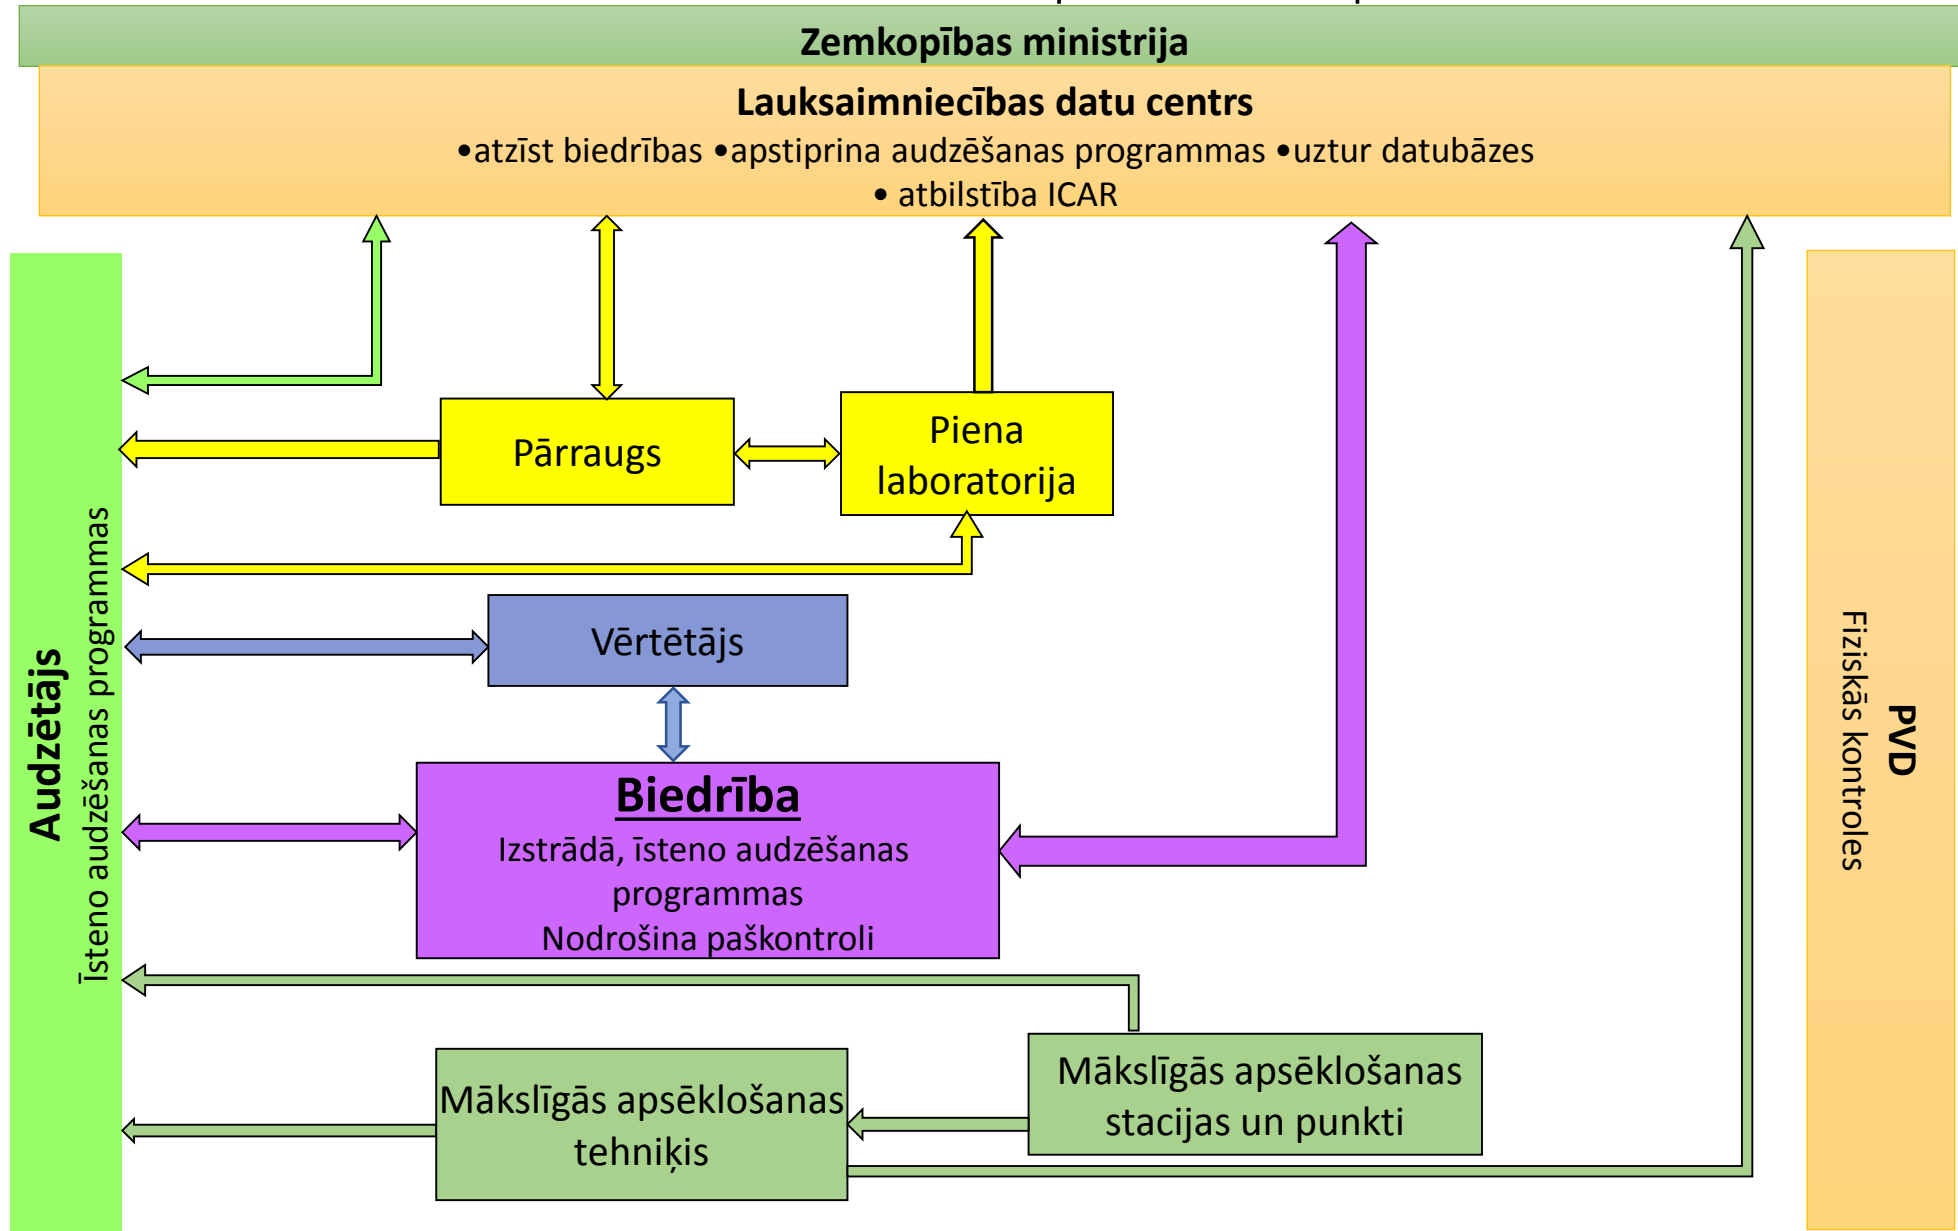 Zemkopības ministrija
Lauksaimniecības datu centrs
•atzīst biedrības •apstiprina audzēšanas programmas •uztur datubāzes
• atbilstība ICAR
Audzētājs
Īsteno audzēšanas programmas
Pārraugs
Piena
laboratorija
Vērtētājs
Biedrība
Izstrādā, īsteno audzēšanas
programmas
Nodrošina paškontroli
Mākslīgās apsēklošanas
tehniķis
Mākslīgās apsēklošanas
stacijas un punkti
PVD
Fiziskās kontroles